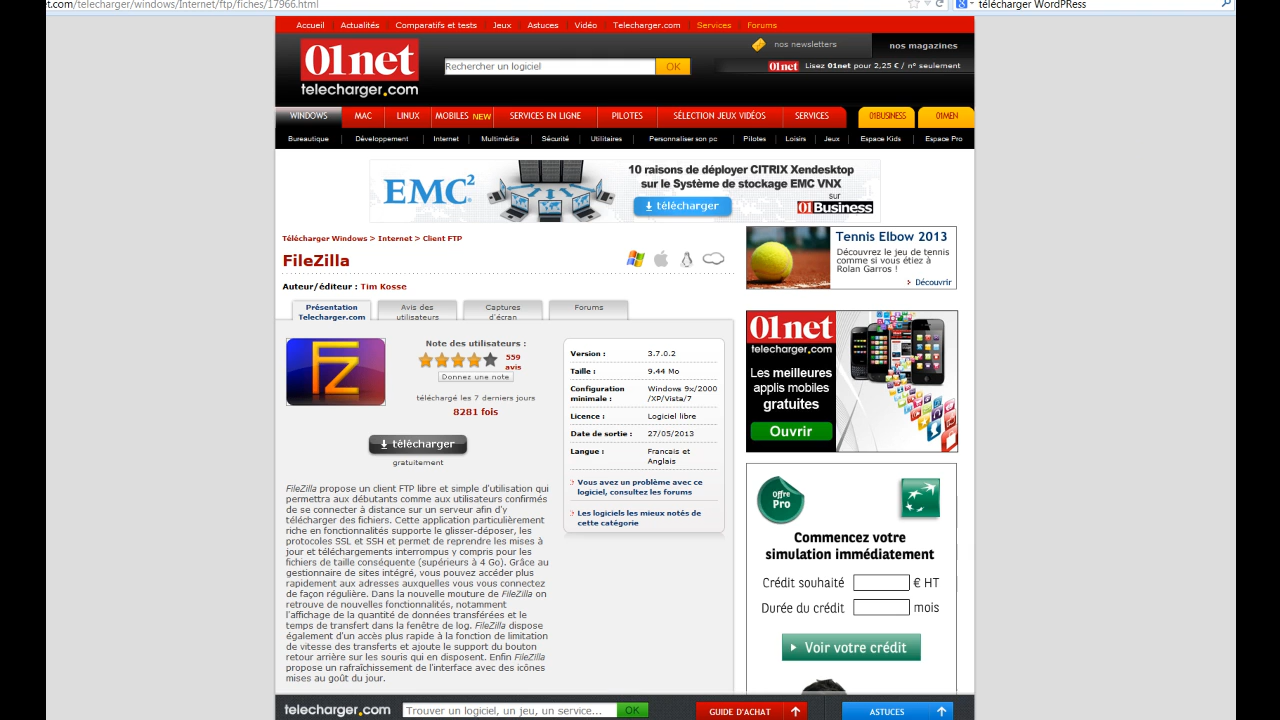 et.com/telecharger/windows/Internet/ftp/fiches/17966.html
télécharger WordPRess
Accueil Actualités Comparatifs et tests Jeux Astuces Vidéo Telecharger.com Services Forums
01net
telecharger.com
Rechercher un logiciel OK
nos newsletters
nos magazines
01net Lisez 01net pour 2,25 € / n° seulement
WINDOWS MAC LINUX MOBILES NEW SERVICES EN LIGNE PILOTES SÉLECTION JEUX VIDÉOS SERVICES 01BUSINESS 01MEN
Bureautique Développement Internet Multimédia Sécurité Utilitaires Personnaliser son pc Pilotes Loisirs Jeux Espace Kids Espace Pro
EMC²
10 raisons de déployer CITRIX Xendesktop
sur le Système de stockage EMC VNX
télécharger
sur
01Business
Télécharger Windows > Internet > Client FTP
FileZilla
Auteur/éditeur : Tim Kosse
Présentation
Telecharger.com
Avis des
utilisateurs
Captures
d'écran
Forums
FZ
Note des utilisateurs :
559
avis
Donnez une note
téléchargé les 7 derniers jours
8281 fois
télécharger
gratuitement
Version : 3.7.0.2
Taille : 9.44 Mo
Configuration minimale : Windows 9x/2000 /XP/Vista/7
Licence : Logiciel libre
Date de sortie : 27/05/2013
Langue : Francais et Anglais
Vous avez un problème avec ce
logiciel, consultez les forums
Les logiciels les mieux notés de
cette catégorie
FileZilla propose un client FTP libre et simple d'utilisation qui
permettra aux débutants comme aux utilisateurs confirmés
de se connecter à distance sur un serveur afin d'y
télécharger des fichiers. Cette application particulièrement
riche en fonctionnalités supporte le glisser-déposer, les
protocoles SSL et SSH et permet de reprendre les mises à
jour et téléchargements interrompus y compris pour les
fichiers de taille conséquente (supérieurs à 4 Go). Grâce au
gestionnaire de sites intégré, vous pouvez accéder plus
rapidement aux adresses auxquelles vous vous connectez
de façon régulière. Dans la nouvelle mouture de FileZilla on
retrouve de nouvelles fonctionnalités, notamment
l'affichage de la quantité de données transférées et le
temps de transfert dans la fenêtre de log. FileZilla dispose
également d'un accès plus rapide à la fonction de limitation
de vitesse des transferts et ajoute le support du bouton
retour arrière sur les souris qui en disposent. Enfin FileZilla
propose un rafraîchissement de l'interface avec des icônes
mises au goût du jour.
Tennis Elbow 2013
Découvrez le jeu de tennis
comme si vous étiez à
Rolan Garros !
Découvrir
01net
telecharger.com
Les meilleures
applis mobiles
gratuites
Ouvrir
Offre
Pro
Commencez votre
simulation immédiatement
Crédit souhaité € HT
Durée du crédit mois
Voir votre crédit
telecharger.com
Trouver un logiciel, un jeu, un service... OK
GUIDE D'ACHAT
ASTUCES